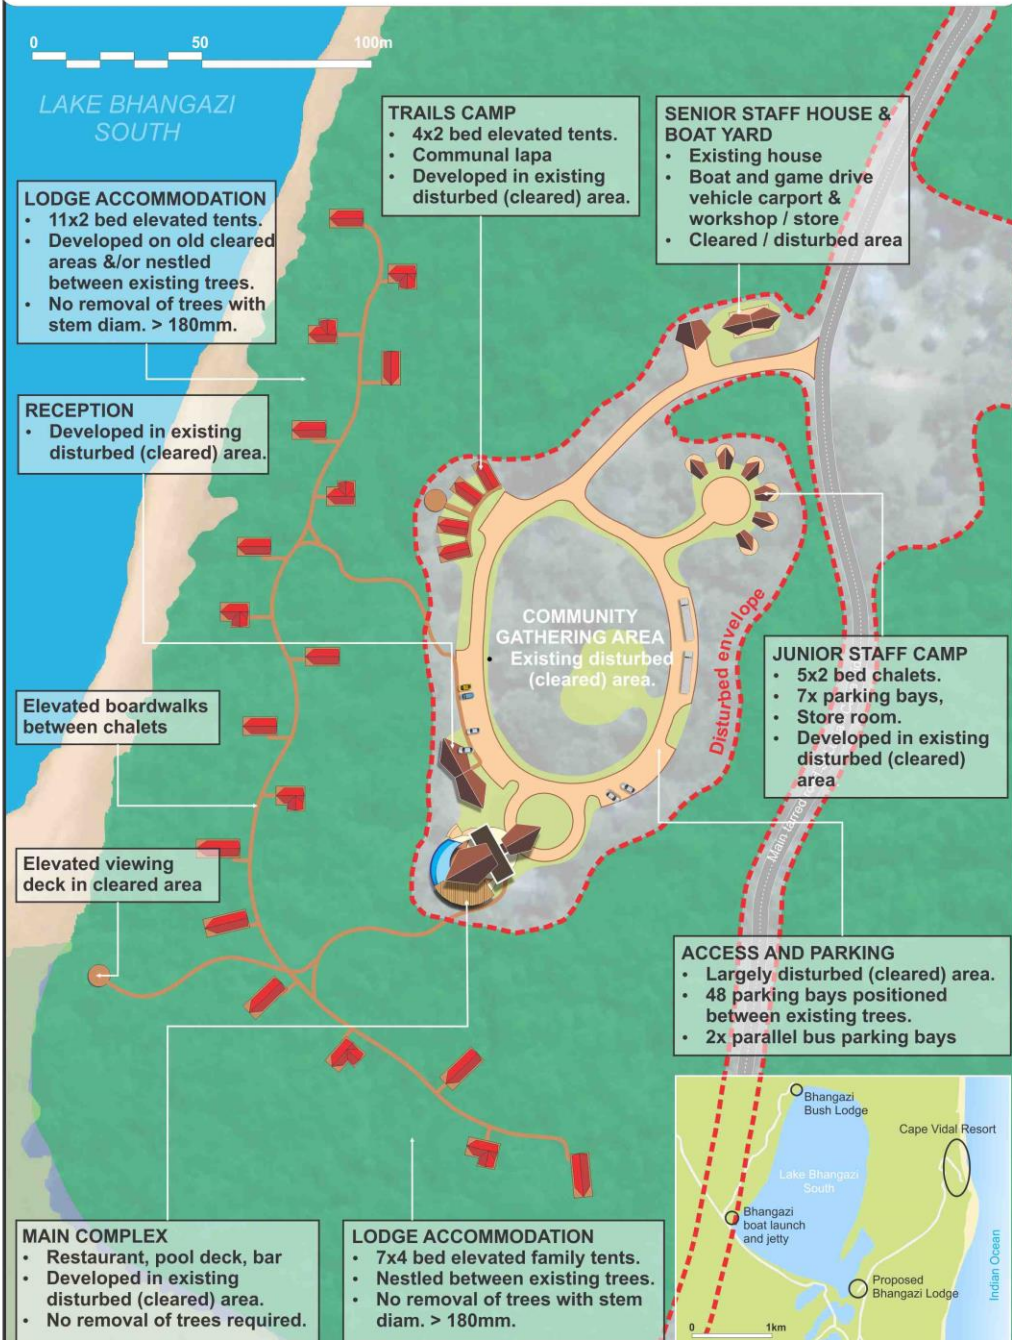 0 50 100m
LAKE BHANGAZI
SOUTH
TRAILS CAMP
• 4x2 bed elevated tents.
• Communal lapa
• Developed in existing
disturbed (cleared) area.
SENIOR STAFF HOUSE &
BOAT YARD
• Existing house
• Boat and game drive
vehicle carport &
workshop / store
• Cleared / disturbed area
LODGE ACCOMMODATION
• 11x2 bed elevated tents.
• Developed on old cleared
areas &/or nestled
between existing trees.
• No removal of trees with
stem diam. > 180mm.
RECEPTION
• Developed in existing
disturbed (cleared) area.
COMMUNITY
GATHERING AREA
• Existing disturbed
(cleared) area.
Disturbed envelope
JUNIOR STAFF CAMP
• 5x2 bed chalets.
• 7x parking bays,
• Store room.
• Developed in existing
disturbed (cleared)
area
Main tarred
Elevated boardwalks
between chalets
Elevated viewing
deck in cleared area
ACCESS AND PARKING
• Largely disturbed (cleared) area.
• 48 parking bays positioned
between existing trees.
• 2x parallel bus parking bays
MAIN COMPLEX
• Restaurant, pool deck, bar
• Developed in existing
disturbed (cleared) area.
• No removal of trees required.
LODGE ACCOMMODATION
• 7x4 bed elevated family tents.
• Nestled between existing trees.
• No removal of trees with stem
diam. > 180mm.
Bhangazi
Bush Lodge
Cape Vidal Resort
Lake Bhangazi
South
Bhangazi
boat launch
and jetty
Proposed
Bhangazi Lodge
Indian Ocean
0 1km